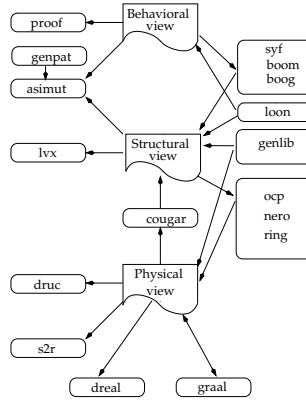 proof
Behavioral
view
genpat
syf
boom
boog
asimut
loon
lvx
Structural
view
genlib
cougar
ocp
nero
ring
druc
Physical
view
s2r
dreal
graal